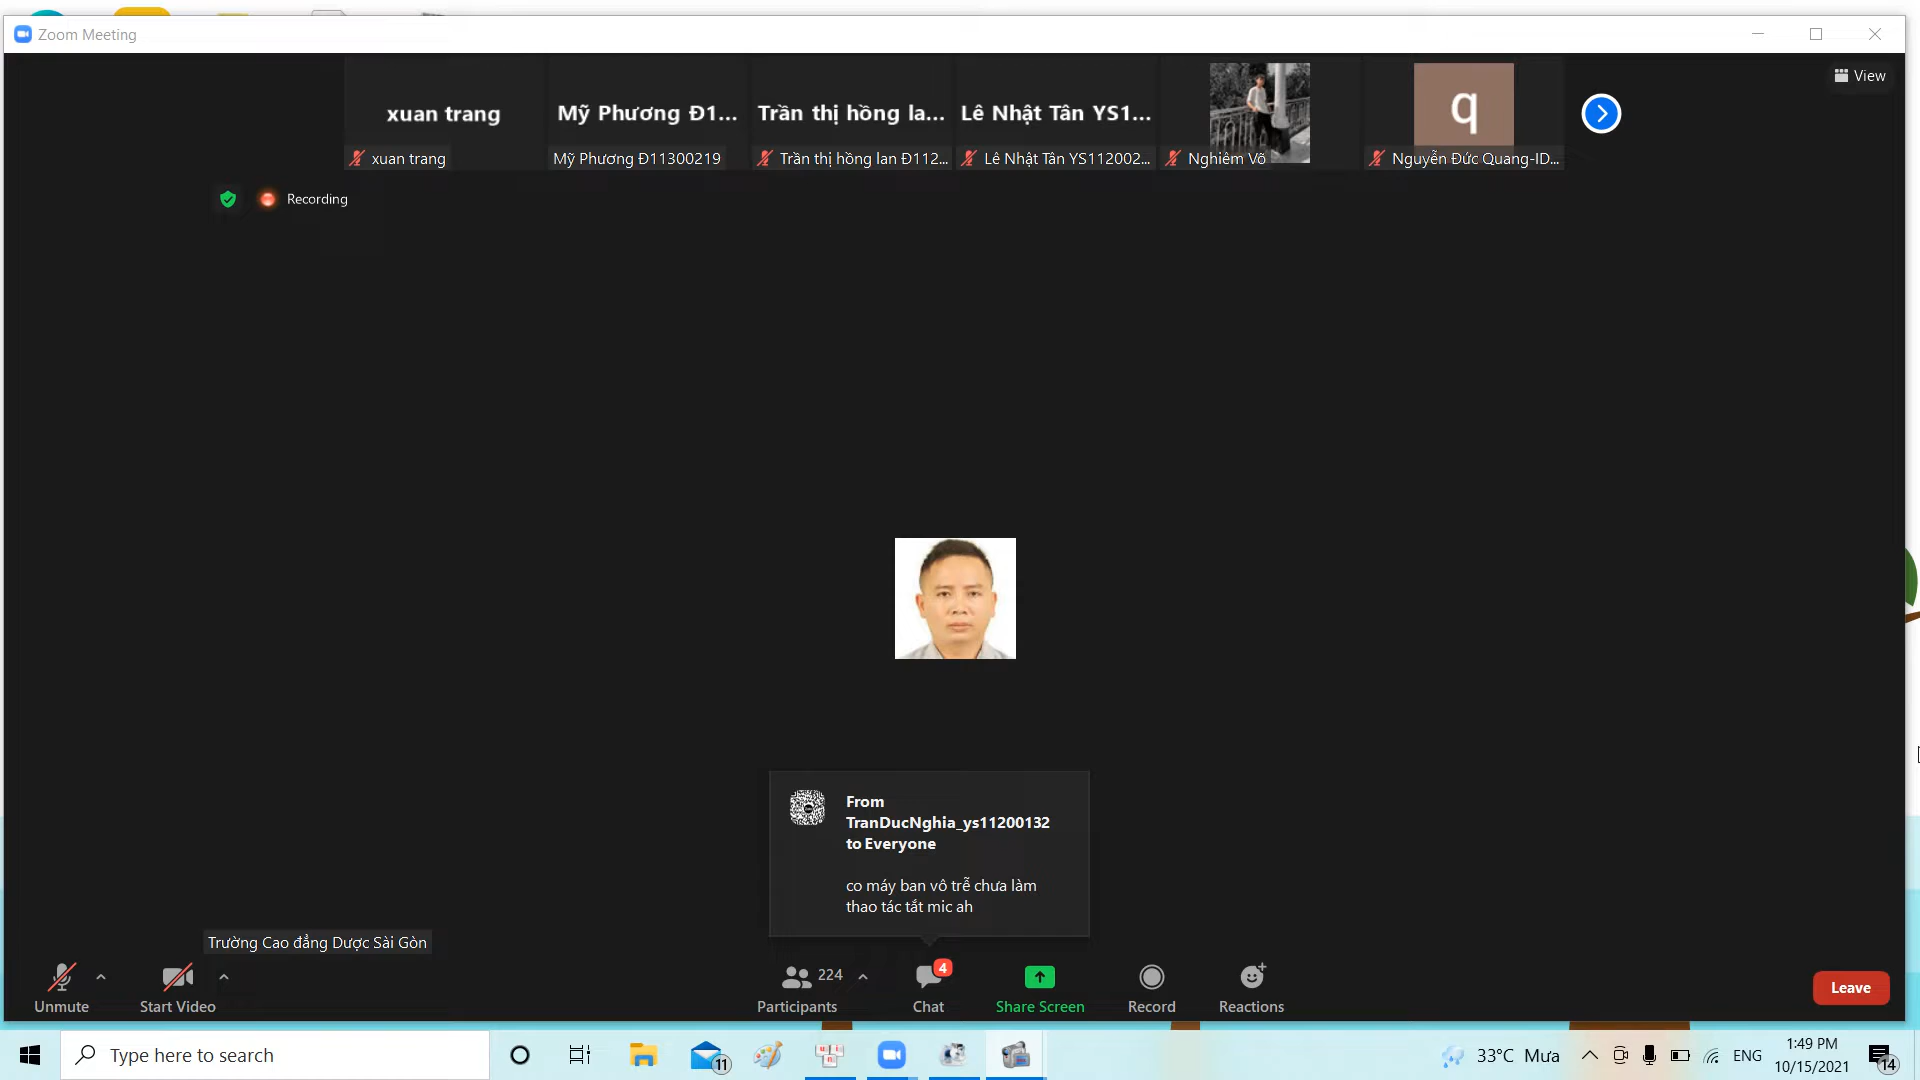 Zoom Meeting
View
xuan trang
Mỹ Phương Đ1...
Trần thị hồng la...
Lê Nhật Tân YS1...
q
xuan trang
Mỹ Phương Đ11300219
Trần thị hồng lan Đ112...
Lê Nhật Tân YS112002...
Nghiêm Võ
Nguyễn Đức Quang-ID...
Recording
From
TranDucNghia_ys11200132
to Everyone
co máy ban vô trễ chưa làm
thao tác tắt mic ah
Trường Cao đẳng Dược Sài Gòn
Unmute
Start Video
224
Participants
4
Chat
Share Screen
Record
Reactions
Leave
Type here to search
11
33°C Mưa
ENG
1:49 PM
10/15/2021
14